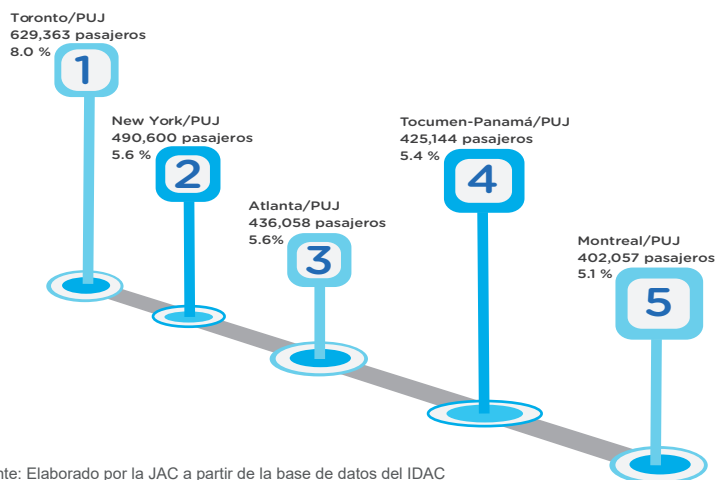 Toronto/PUJ
629,363 pasajeros
8.0 %
1
New York/PUJ
490,600 pasajeros
5.6 %
2
Atlanta/PUJ
436,058 pasajeros
5.6%
3
Tocumen-Panamá/PUJ
425,144 pasajeros
5.4 %
4
Montreal/PUJ
402,057 pasajeros
5.1 %
5
nte: Elaborado por la JAC a partir de la base de datos del IDAC